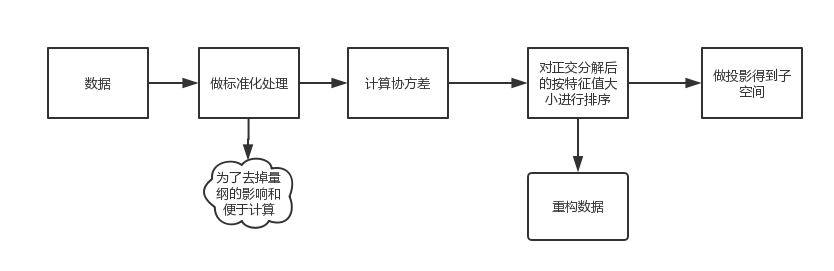 数据
做标准化处理
计算协方差
对正交分解后
的按特征值大
小进行排序
做投影得到子
空间
为了去掉量
纲的影响和
便于计算
重构数据